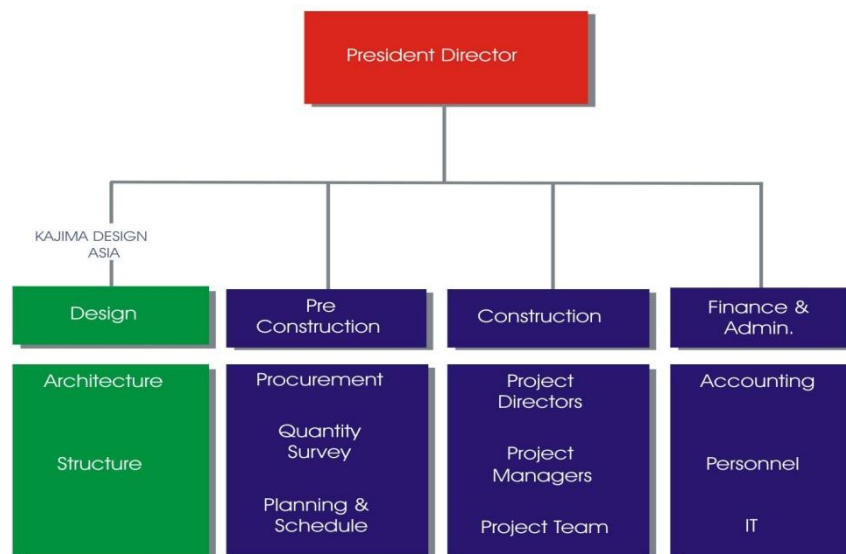 President Director
KAJIMA DESIGN
ASIA
Design
Pre
Construction
Construction
Finance &
Admin.
Architecture
Structure
Procurement
Quantity
Survey
Planning &
Schedule
Project
Directors
Project
Managers
Project Team
Accounting
Personnel
IT